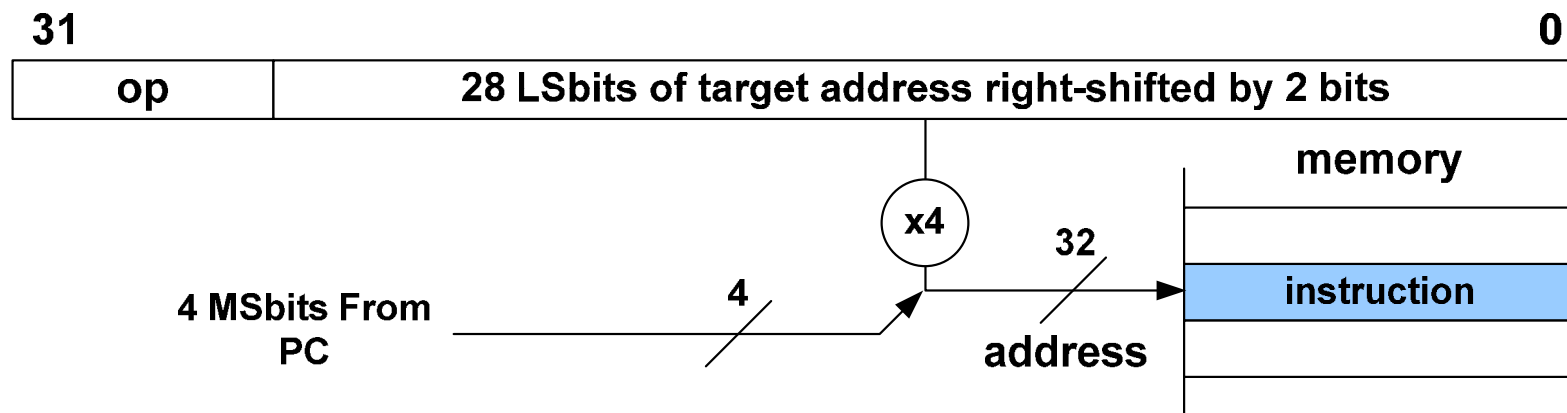 31 0
op 28 LSbits of target address right-shifted by 2 bits
memory
x4
32
4
instruction
4 MSbits From
PC
address